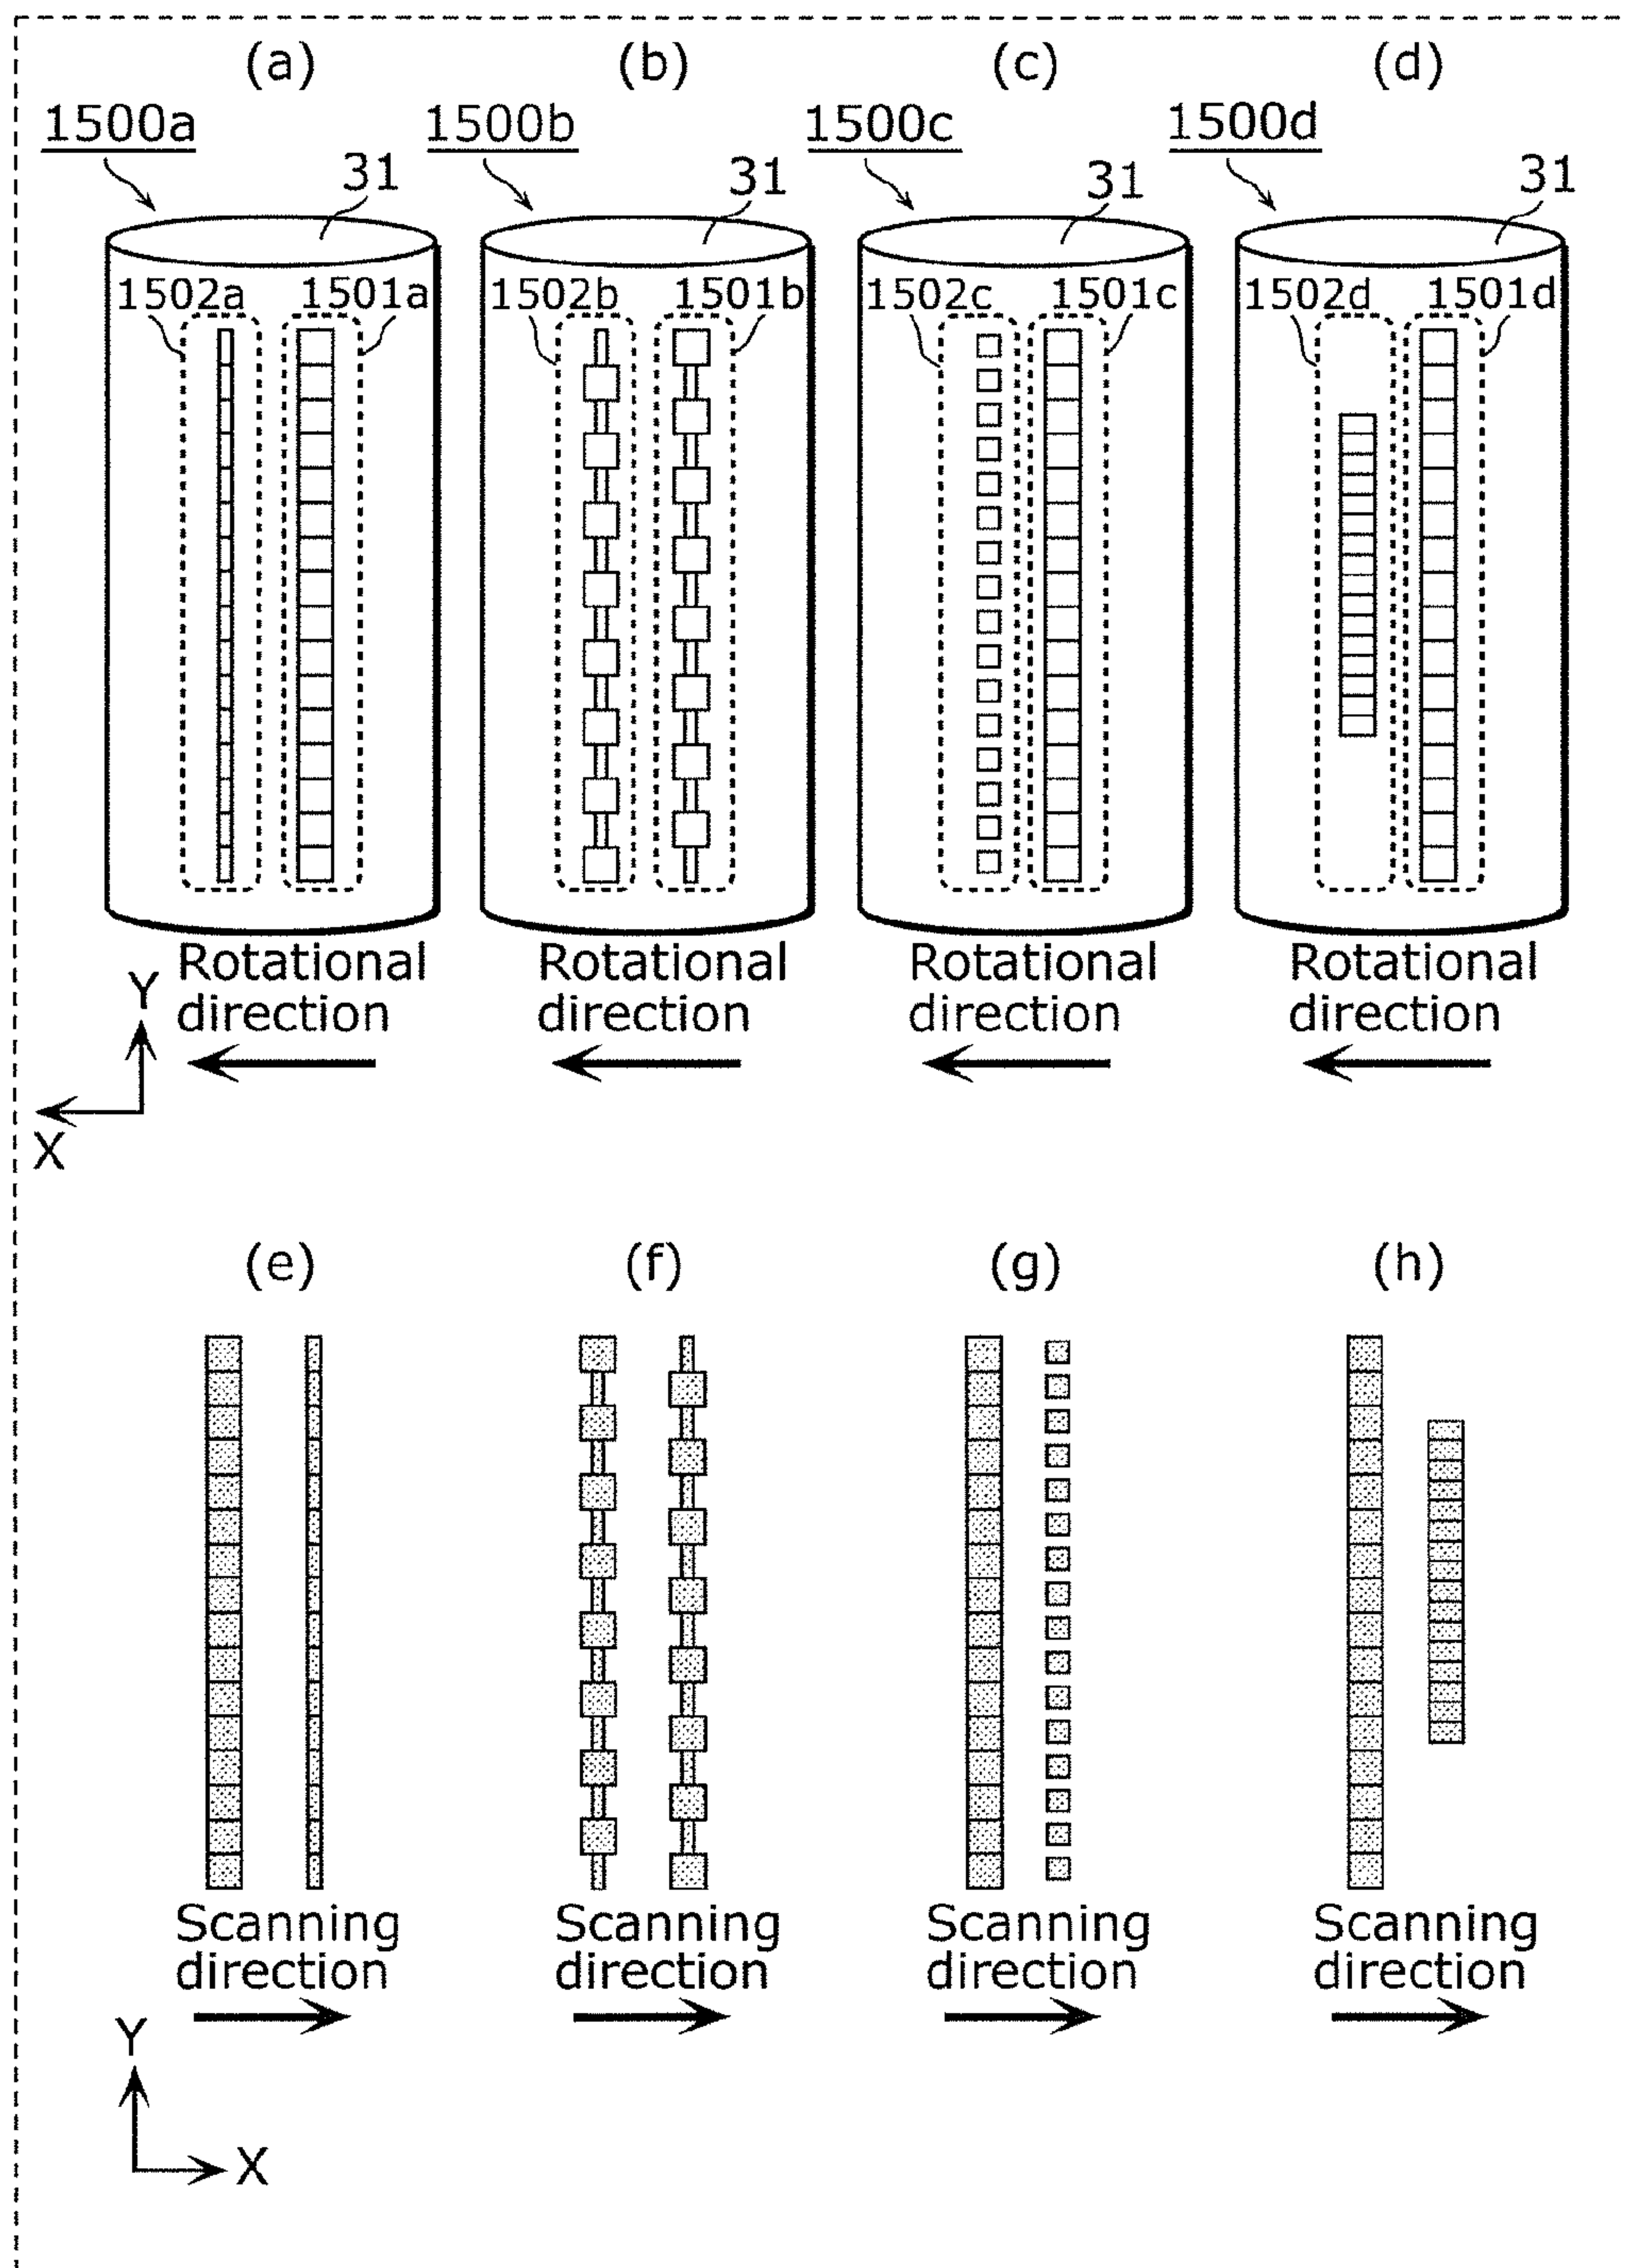 (a) (b) (c) (d)
1500a 1500b 1500c 1500d
31 31 31 31
1502a 1501a 1502b 1501b 1502c 1501c 1502d 1501d
Rotational Rotational Rotational Rotational
direction direction direction direction
Y
X
(e) (f) (g) (h)
Scanning Scanning Scanning Scanning
direction direction direction direction
Y
X